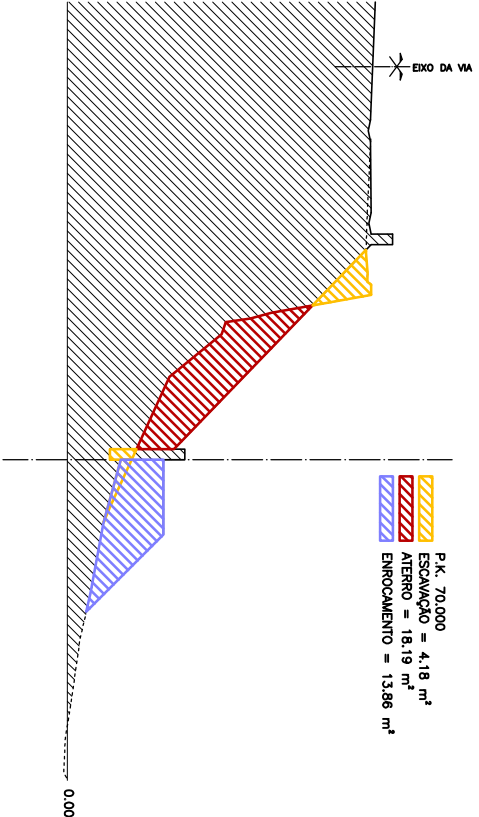 EIXO DA VIA
P.K. 70.000
ESCAVAÇÃO = 4.18 m²
ATERRO = 18.19 m²
ENROCAMENTO = 13.86 m²
0.00